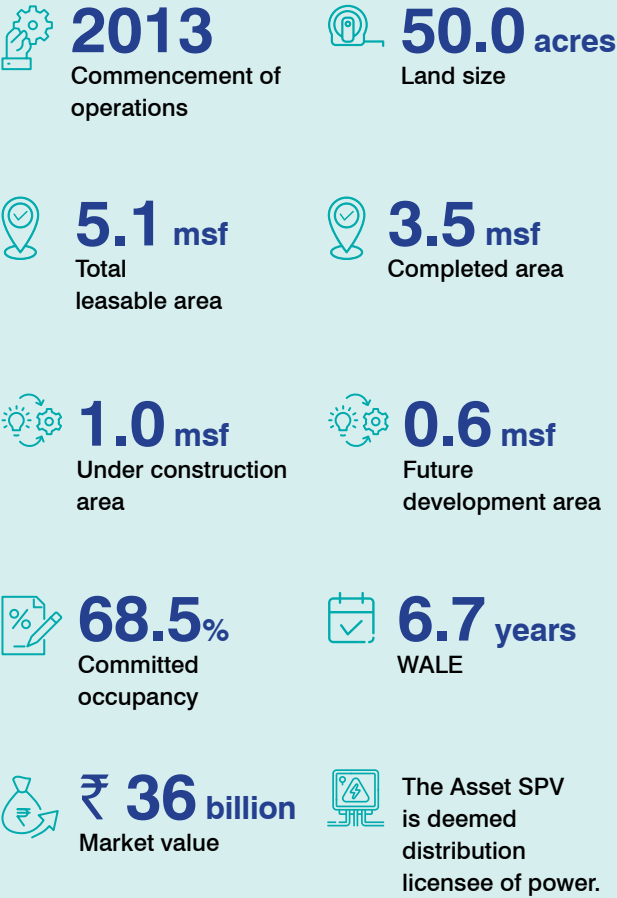 2013
Commencement of
operations
50.0 acres
Land size
5.1 msf
Total
leasable area
3.5 msf
Completed area
1.0 msf
Under construction
area
0.6 msf
Future
development area
%
68.5%
Committed
occupancy
6.7 years
WALE
₹
₹ 36 billion
Market value
The Asset SPV
is deemed
distribution
licensee of power.